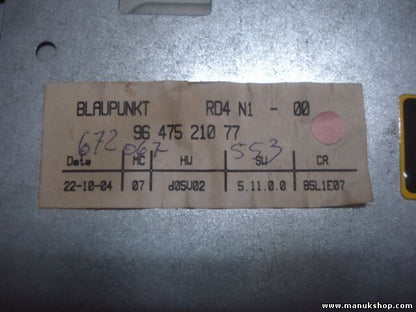 BLAUPUNKT RD4 N1 - 00
96 475 210 77
672 067 553
Date MC HW SW CR
22-10-04 07 d05V02 5.11.0.0 BSL1E07
www.manukshop.com